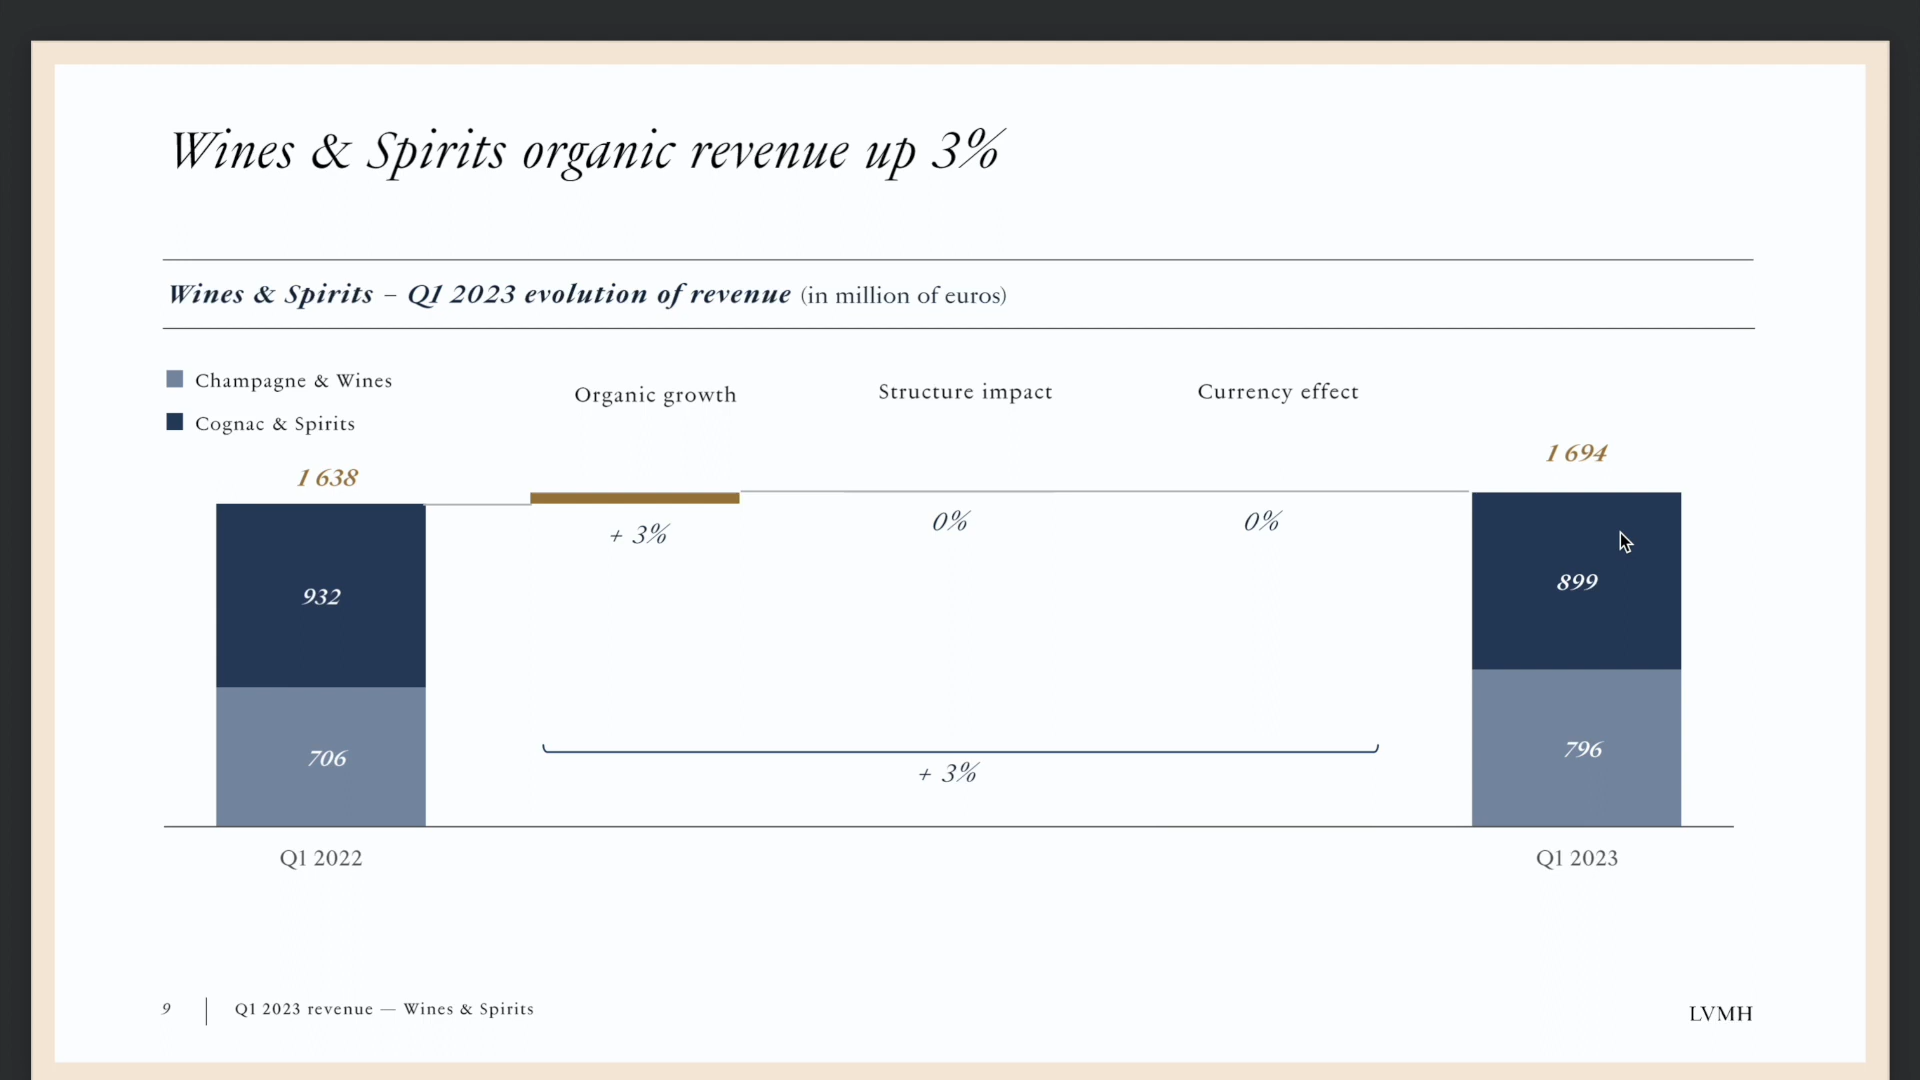 Wines & Spirits organic revenue up 3%
Wines & Spirits – Q1 2023 evolution of revenue (in million of euros)
Champagne & Wines
Cognac & Spirits
Organic growth
Structure impact
Currency effect
1 638
1 694
+ 3%
0%
0%
932
899
706
796
+ 3%
Q1 2022
Q1 2023
9
Q1 2023 revenue — Wines & Spirits
LVMH